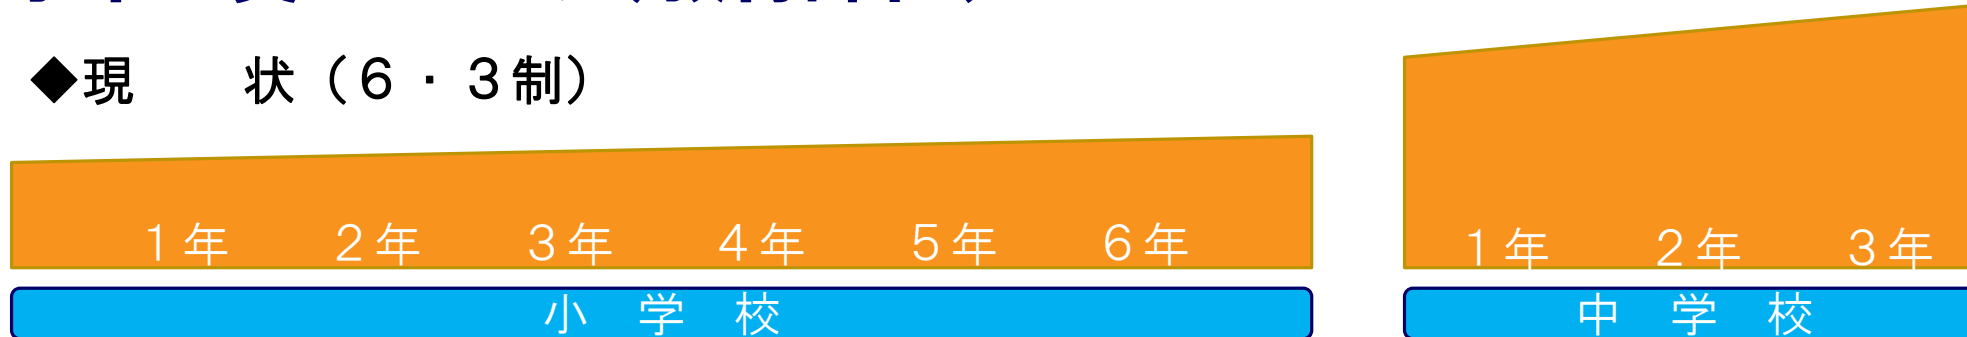 ◆現　　状（６・３制）
１年　２年　３年　４年　５年　６年
１年　２年　３年
小　学　校
中　学　校